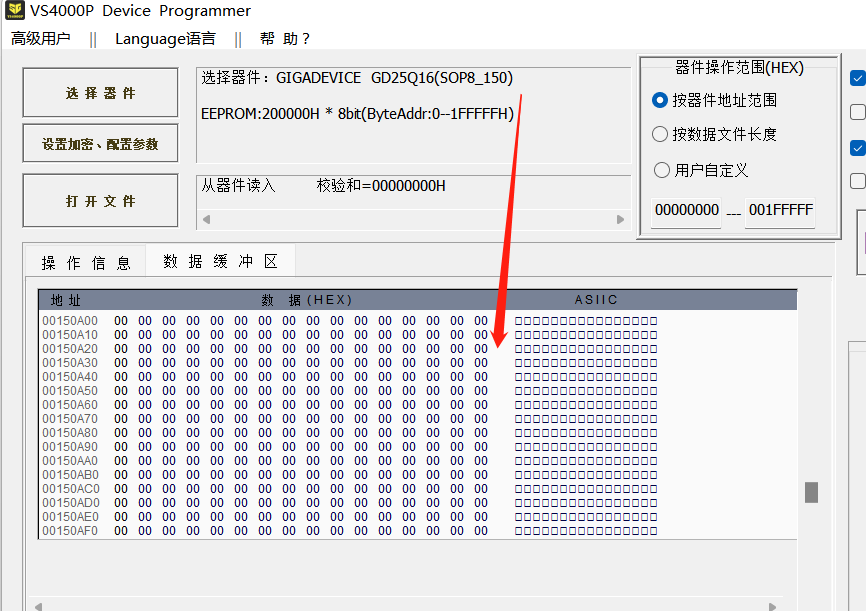 VS4000P Device Programmer
高级用户 || Language语言 || 帮 助？
选 择 器 件
设置加密、配置参数
打 开 文 件
选择器件：GIGADEVICE GD25Q16(SOP8_150)
EEPROM:200000H * 8bit(ByteAddr:0--1FFFFFH)
从器件读入 校验和=00000000H
器件操作范围(HEX)
按器件地址范围
按数据文件长度
用户自定义
00000000 --- 001FFFFF
操 作 信 息 数 据 缓 冲 区
地 址 数 据(HEX) ASIIC
00150A00 00 00 00 00 00 00 00 00 00 00 00 00 00 00 00 00 □□□□□□□□□□□□□□□□
00150A10 00 00 00 00 00 00 00 00 00 00 00 00 00 00 00 00 □□□□□□□□□□□□□□□□
00150A20 00 00 00 00 00 00 00 00 00 00 00 00 00 00 00 00 □□□□□□□□□□□□□□□□
00150A30 00 00 00 00 00 00 00 00 00 00 00 00 00 00 00 00 □□□□□□□□□□□□□□□□
00150A40 00 00 00 00 00 00 00 00 00 00 00 00 00 00 00 00 □□□□□□□□□□□□□□□□
00150A50 00 00 00 00 00 00 00 00 00 00 00 00 00 00 00 00 □□□□□□□□□□□□□□□□
00150A60 00 00 00 00 00 00 00 00 00 00 00 00 00 00 00 00 □□□□□□□□□□□□□□□□
00150A70 00 00 00 00 00 00 00 00 00 00 00 00 00 00 00 00 □□□□□□□□□□□□□□□□
00150A80 00 00 00 00 00 00 00 00 00 00 00 00 00 00 00 00 □□□□□□□□□□□□□□□□
00150A90 00 00 00 00 00 00 00 00 00 00 00 00 00 00 00 00 □□□□□□□□□□□□□□□□
00150AA0 00 00 00 00 00 00 00 00 00 00 00 00 00 00 00 00 □□□□□□□□□□□□□□□□
00150AB0 00 00 00 00 00 00 00 00 00 00 00 00 00 00 00 00 □□□□□□□□□□□□□□□□
00150AC0 00 00 00 00 00 00 00 00 00 00 00 00 00 00 00 00 □□□□□□□□□□□□□□□□
00150AD0 00 00 00 00 00 00 00 00 00 00 00 00 00 00 00 00 □□□□□□□□□□□□□□□□
00150AE0 00 00 00 00 00 00 00 00 00 00 00 00 00 00 00 00 □□□□□□□□□□□□□□□□
00150AF0 00 00 00 00 00 00 00 00 00 00 00 00 00 00 00 00 □□□□□□□□□□□□□□□□